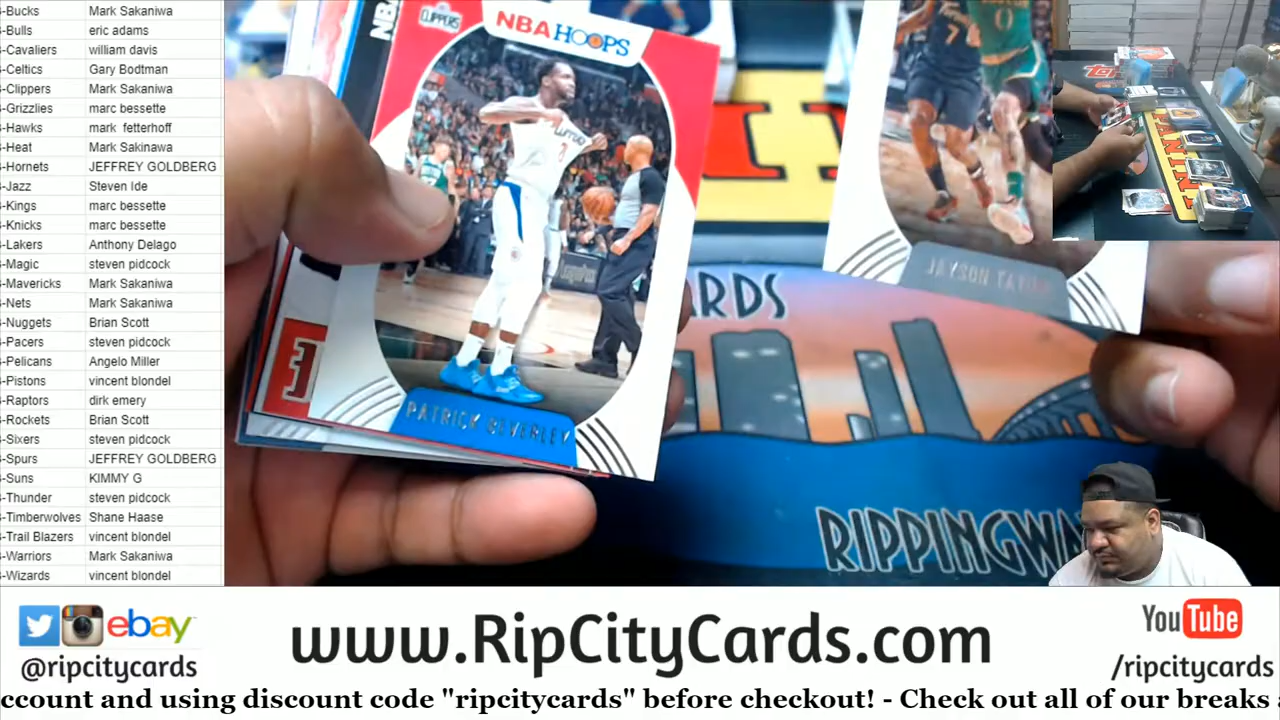 -Bucks Mark Sakaniwa
-Bulls eric adams
-Cavaliers william davis
-Celtics Gary Bodtman
-Clippers Mark Sakaniwa
-Grizzlies marc bessette
-Hawks mark fetterhoff
-Heat Mark Sakinawa
-Hornets JEFFREY GOLDBERG
-Jazz Steven Ide
-Kings marc bessette
-Knicks marc bessette
-Lakers Anthony Delago
-Magic steven pidcock
-Mavericks Mark Sakaniwa
-Nets Mark Sakaniwa
-Nuggets Brian Scott
-Pacers steven pidcock
-Pelicans Angelo Miller
-Pistons vincent blondel
-Raptors dirk emery
-Rockets Brian Scott
-Sixers steven pidcock
-Spurs JEFFREY GOLDBERG
-Suns KIMMY G
-Thunder steven pidcock
-Timberwolves Shane Haase
-Trail Blazers vincent blondel
-Warriors Mark Sakaniwa
-Wizards vincent blondel
CLIPPERS
NBA HOOPS
PATRICK BEVERLEY
JAYSON
ARDS
RIPPINGWA
ebay
@ripcitycards
www.RipCityCards.com
YouTube
/ripcitycards
ccount and using discount code "ripcitycards" before checkout! - Check out all of our breaks